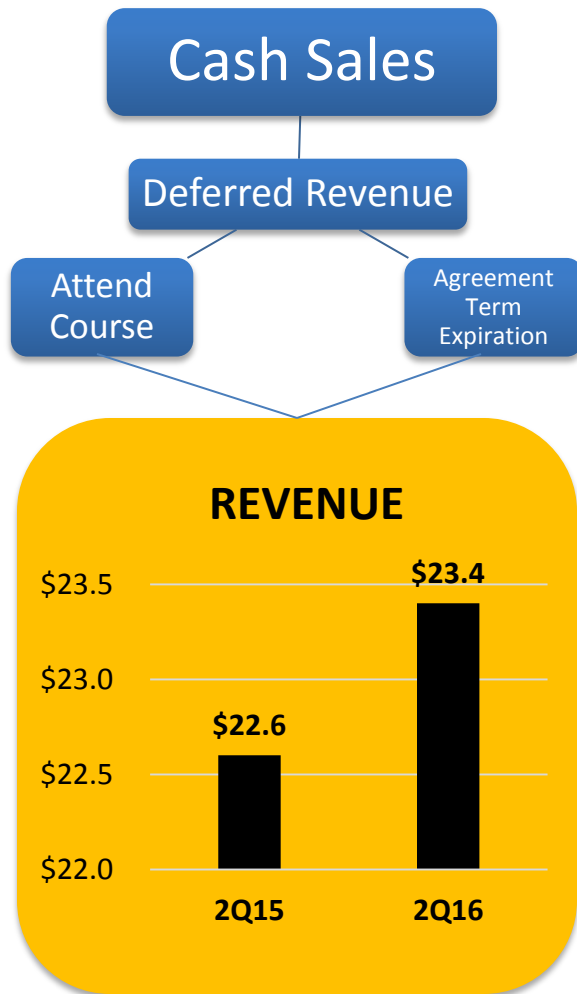 Cash Sales
Deferred Revenue
Attend
Course
Agreement
Term
Expiration
REVENUE
$23.5
$23.4
$23.0
$22.6
$22.5
$22.0
2Q15
2Q16